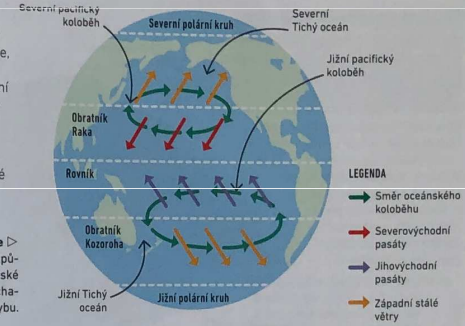 Severní pacifický
koloběh
Severní polární kruh
Severní
Tichý oceán
Jižní pacifický
koloběh
Obratník
Raka
Rovník
Obratník
Kozoroha
Jižní Tichý
oceán
Jižní polární kruh
LEGENDA
Směr oceánského
koloběhu
Severovýchodní
pasáty
Jihovýchodní
pasáty
Západní stálé
větry
e,
ní
é
e ▷
pů-
ské
cha-
ybu.